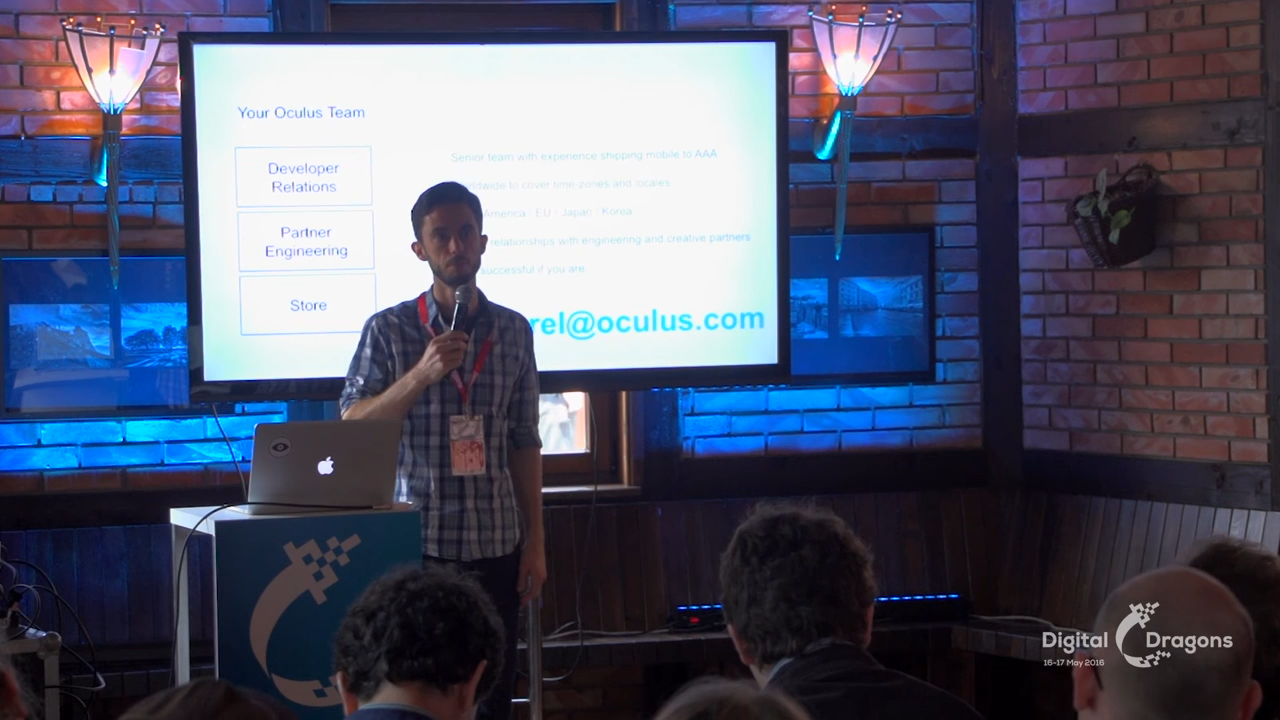 Your Oculus Team
Developer
Relations
Partner
Engineering
Store
Senior team with experience shipping mobile to AAA
to cover time-zones and locales
America : EU : Japan : Korea
relationships with engineering and creative partners
successful if you are
rel@oculus.com
Digital Dragons
16-17 May 2016